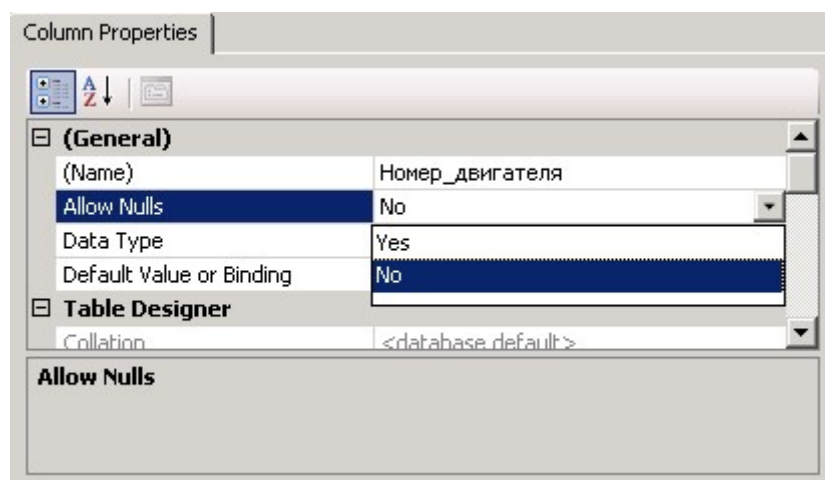 Column Properties
(General)
(Name) Номер_двигателя
Allow Nulls No
Data Type Yes
Default Value or Binding No
Table Designer
Collation <database default>
Allow Nulls